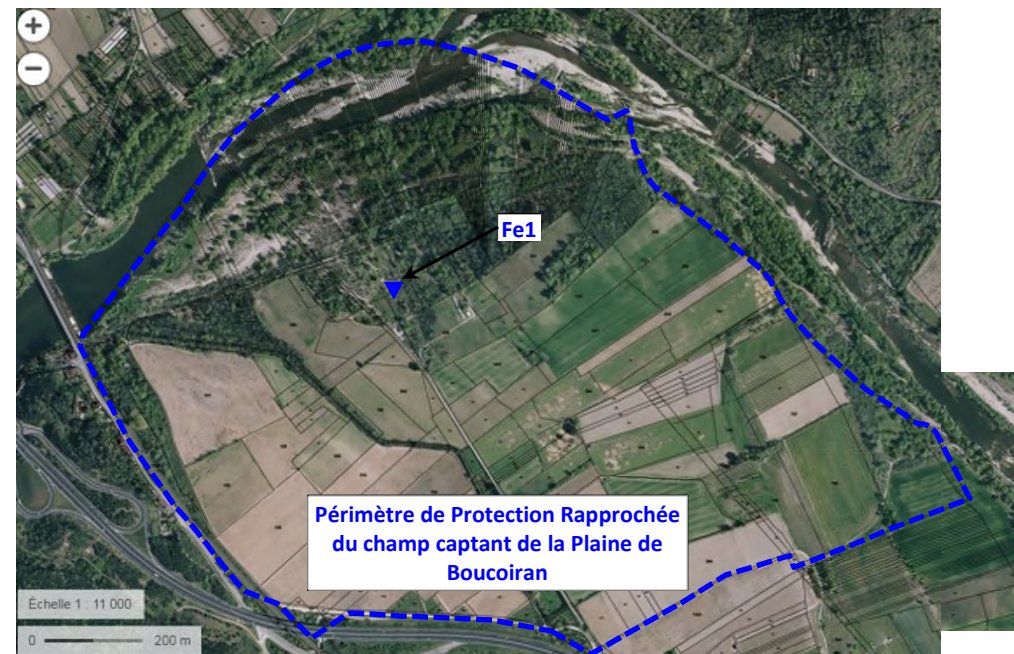 +
−
Fe1
Périmètre de Protection Rapprochée
du champ captant de la Plaine de
Boucoiran
Échelle 1 : 11 000
0 200 m